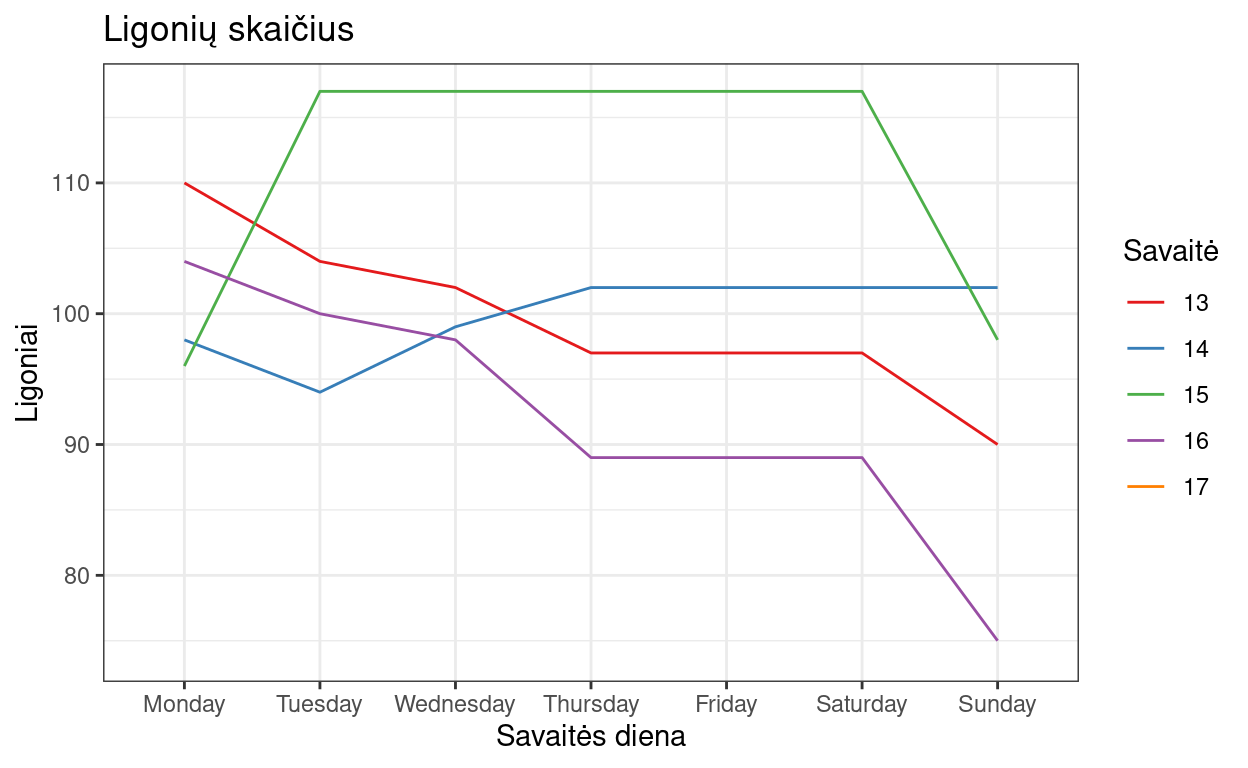 Ligonių skaičius
110
100
90
80
Ligoniai
Monday Tuesday Wednesday Thursday Friday Saturday Sunday
Savaitės diena
Savaitė
13
14
15
16
17